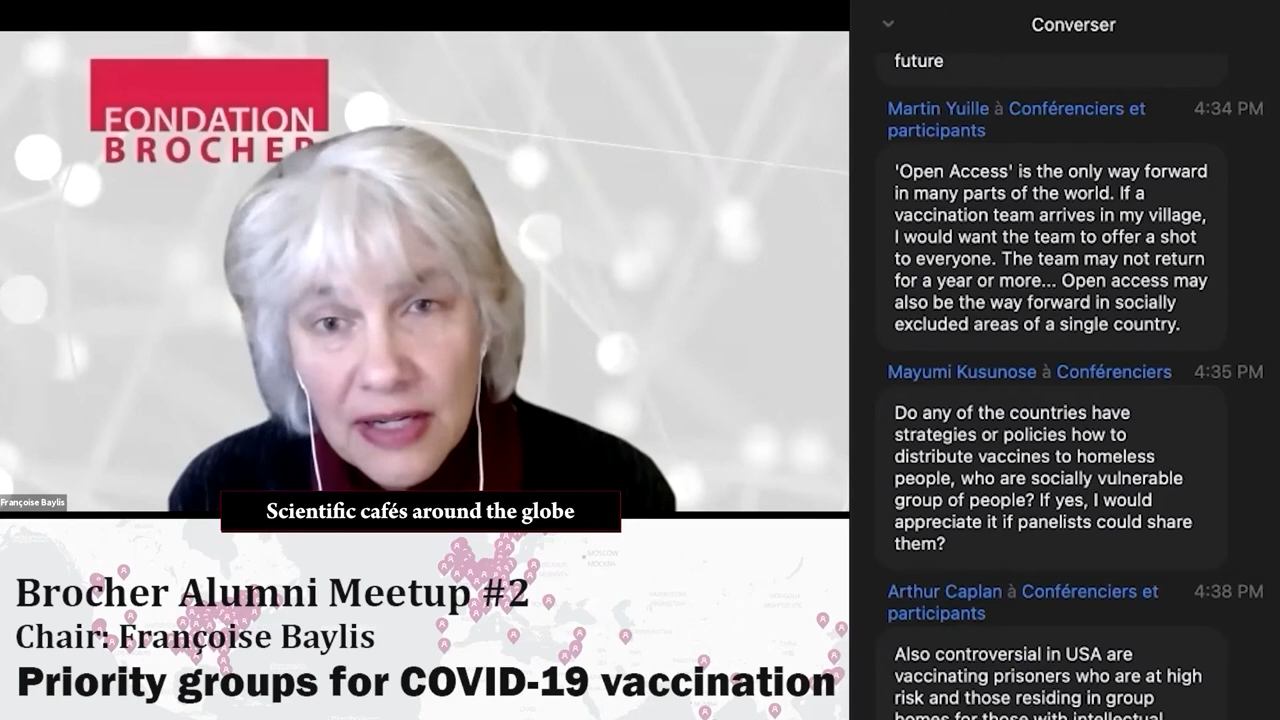 FONDATION
BROCHER
Françoise Baylis
Scientific cafés around the globe
Brocher Alumni Meetup #2
Chair: Françoise Baylis
Priority groups for COVID-19 vaccination
MOSCOW
МОСКВА
Converser
future
Martin Yuille à Conférenciers et
participants
4:34 PM
'Open Access' is the only way forward
in many parts of the world. If a
vaccination team arrives in my village,
I would want the team to offer a shot
to everyone. The team may not return
for a year or more... Open access may
also be the way forward in socially
excluded areas of a single country.
Mayumi Kusunose à Conférenciers
4:35 PM
Do any of the countries have
strategies or policies how to
distribute vaccines to homeless
people, who are socially vulnerable
group of people? If yes, I would
appreciate it if panelists could share
them?
Arthur Caplan à Conférenciers et
participants
4:38 PM
Also controversial in USA are
vaccinating prisoners who are at high
risk and those residing in group
homes for those with intellectual